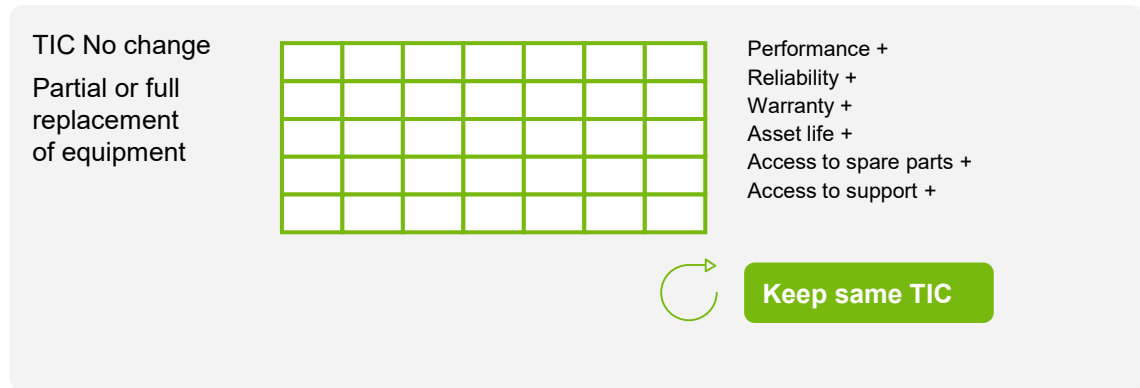 TIC No change
Partial or full
replacement
of equipment
Performance +
Reliability +
Warranty +
Asset life +
Access to spare parts +
Access to support +
Keep same TIC